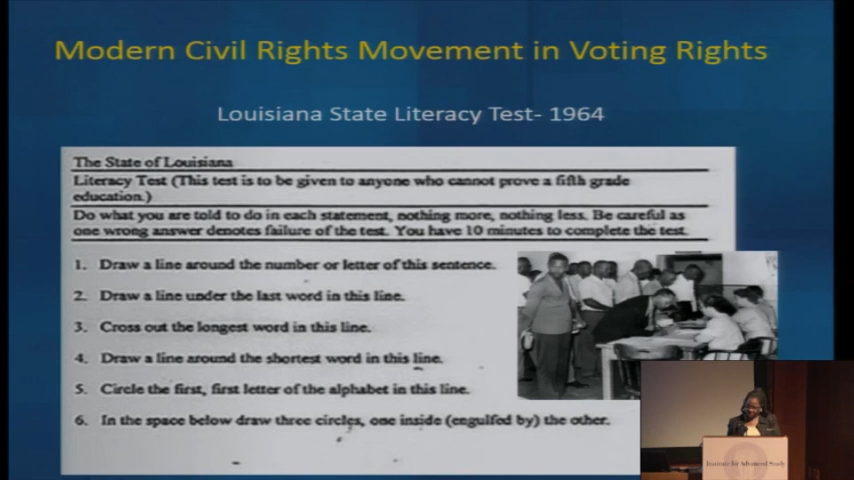 Modern Civil Rights Movement in Voting Rights
Louisiana State Literacy Test- 1964
The State of Louisiana
Literacy Test (This test is to be given to anyone who cannot prove a fifth grade
education.)
Do what you are told to do in each statement, nothing more, nothing less. Be careful as
one wrong answer denotes failure of the test. You have 10 minutes to complete the test.
1. Draw a line around the number or letter of this sentence.
2. Draw a line under the last word in this line.
3. Cross out the longest word in this line.
4. Draw a line around the shortest word in this line.
5. Circle the first, first letter of the alphabet in this line.
6. In the space below draw three circles, one inside (engulfed by) the other.
Institute for Advanced Study